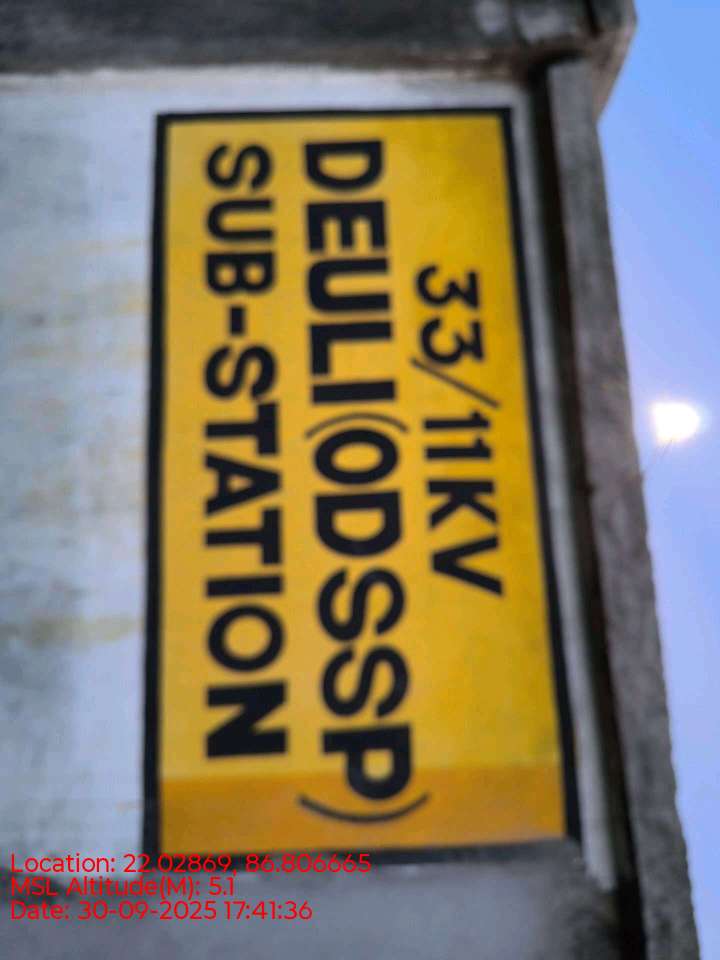 33/11KV
DEULI(ODSSP)
SUB-STATION
Location: 22.02869, 86.806665
MSL Altitude(M): 5.1
Date: 30-09-2025 17:41:36